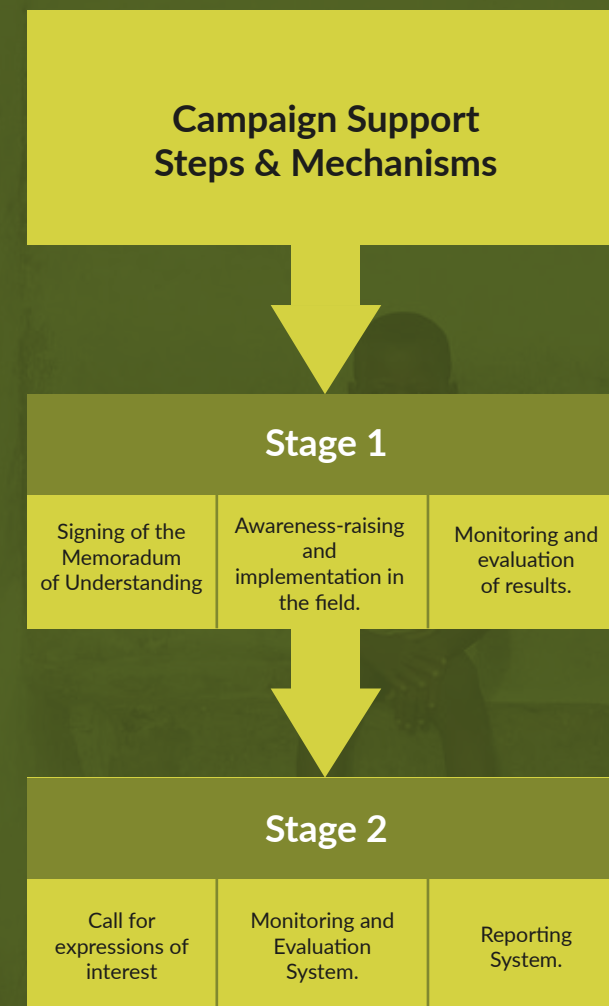 Campaign Support
Steps & Mechanisms
Stage 1
Signing of the
Memoradum
of Understanding
Awareness-raising
and
implementation in
the field.
Monitoring and
evaluation
of results.
Stage 2
Call for
expressions of
interest
Monitoring and
Evaluation
System.
Reporting
System.